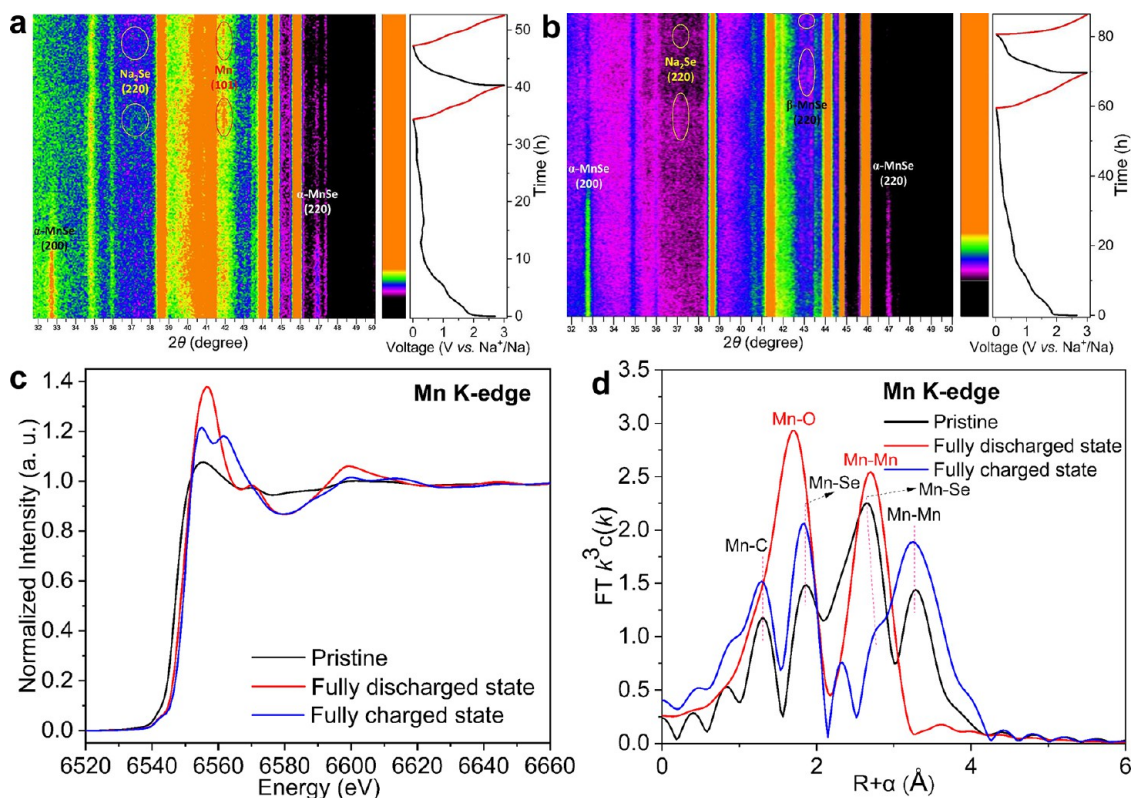 a
Na₂Se
(220)
Mn
(101)
α-MnSe
(200)
α-MnSe
(220)
32 33 34 35 36 37 38 39 40 41 42 43 44 45 46 47 48 49 50
2θ (degree)
50
40
30
20
10
0
Time (h)
0 1 2 3
Voltage (V vs. Na⁺/Na)
b
Na₂Se
(220)
β-MnSe
(220)
α-MnSe
(200)
α-MnSe
(220)
32 33 34 35 36 37 38 39 40 41 42 43 44 45 46 47 48 49 50
2θ (degree)
80
60
40
20
0
Time (h)
0 1 2 3
Voltage (V vs. Na⁺/Na)
c
Mn K-edge
1.4
1.2
1.0
0.8
0.6
0.4
0.2
0.0
Normalized Intensity (a. u.)
Pristine
Fully discharged state
Fully charged state
6520 6540 6560 6580 6600 6620 6640 6660
Energy (eV)
d
Mn K-edge
Pristine
Fully discharged state
Fully charged state
Mn-O
Mn-Mn
Mn-Se
Mn-Se
Mn-Mn
Mn-C
3.5
3.0
2.5
2.0
1.5
1.0
0.5
0.0
FT k³c(k)
0 2 4 6
R+α (Å)